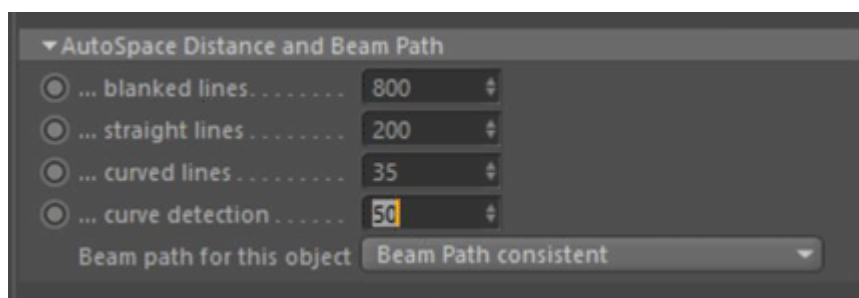 AutoSpace Distance and Beam Path
... blanked lines........ 800
... straight lines........ 200
... curved lines......... 35
... curve detection...... 50
Beam path for this object Beam Path consistent